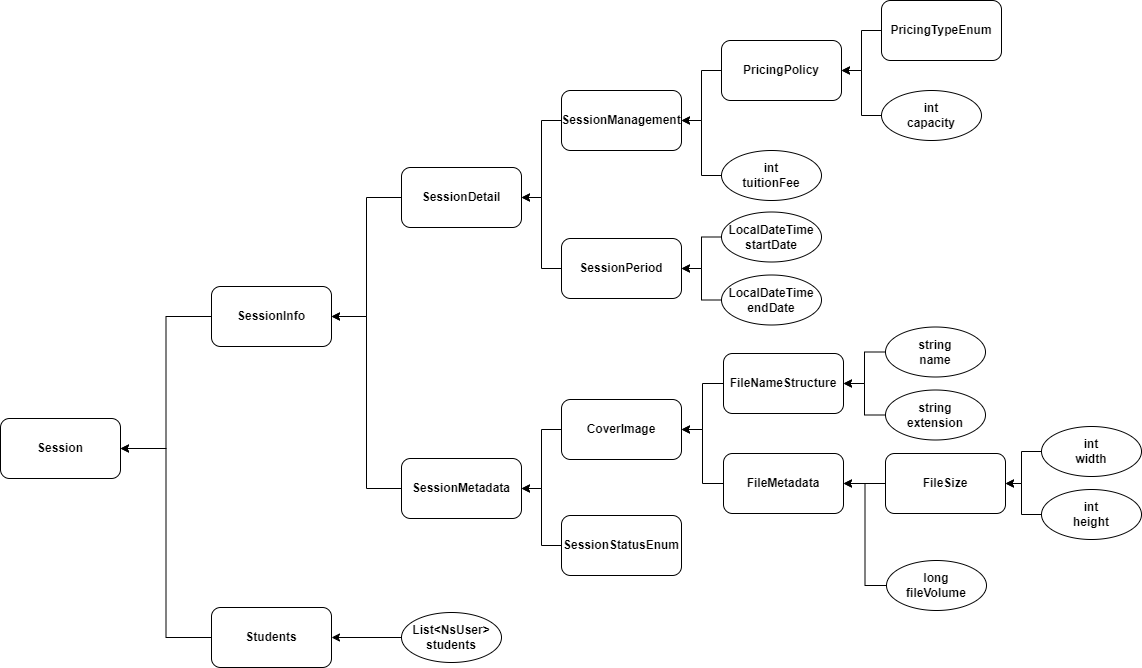 PricingTypeEnum
PricingPolicy
int
capacity
SessionManagement
int
tuitionFee
SessionDetail
LocalDateTime
startDate
SessionPeriod
LocalDateTime
endDate
SessionInfo
string
name
FileNameStructure
string
extension
CoverImage
Session
int
width
FileMetadata
FileSize
SessionMetadata
int
height
SessionStatusEnum
long
fileVolume
Students
List<NsUser>
students